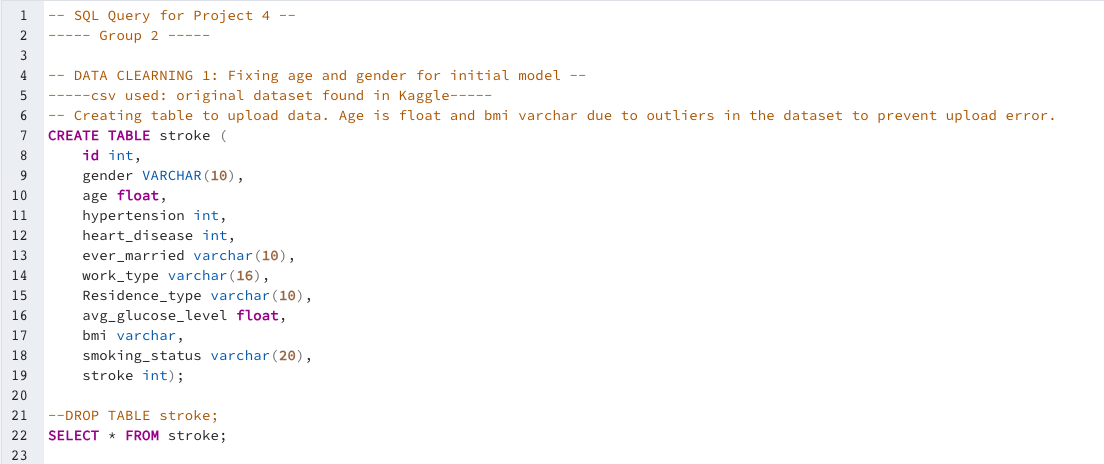 1 -- SQL Query for Project 4 --
2 ----- Group 2 -----
3
4 -- DATA CLEARNING 1: Fixing age and gender for initial model --
5 -----csv used: original dataset found in Kaggle-----
6 -- Creating table to upload data. Age is float and bmi varchar due to outliers in the dataset to prevent upload error.
7 CREATE TABLE stroke (
8     id int,
9     gender VARCHAR(10),
10     age float,
11     hypertension int,
12     heart_disease int,
13     ever_married varchar(10),
14     work_type varchar(16),
15     Residence_type varchar(10),
16     avg_glucose_level float,
17     bmi varchar,
18     smoking_status varchar(20),
19     stroke int);
20
21 --DROP TABLE stroke;
22 SELECT * FROM stroke;
23